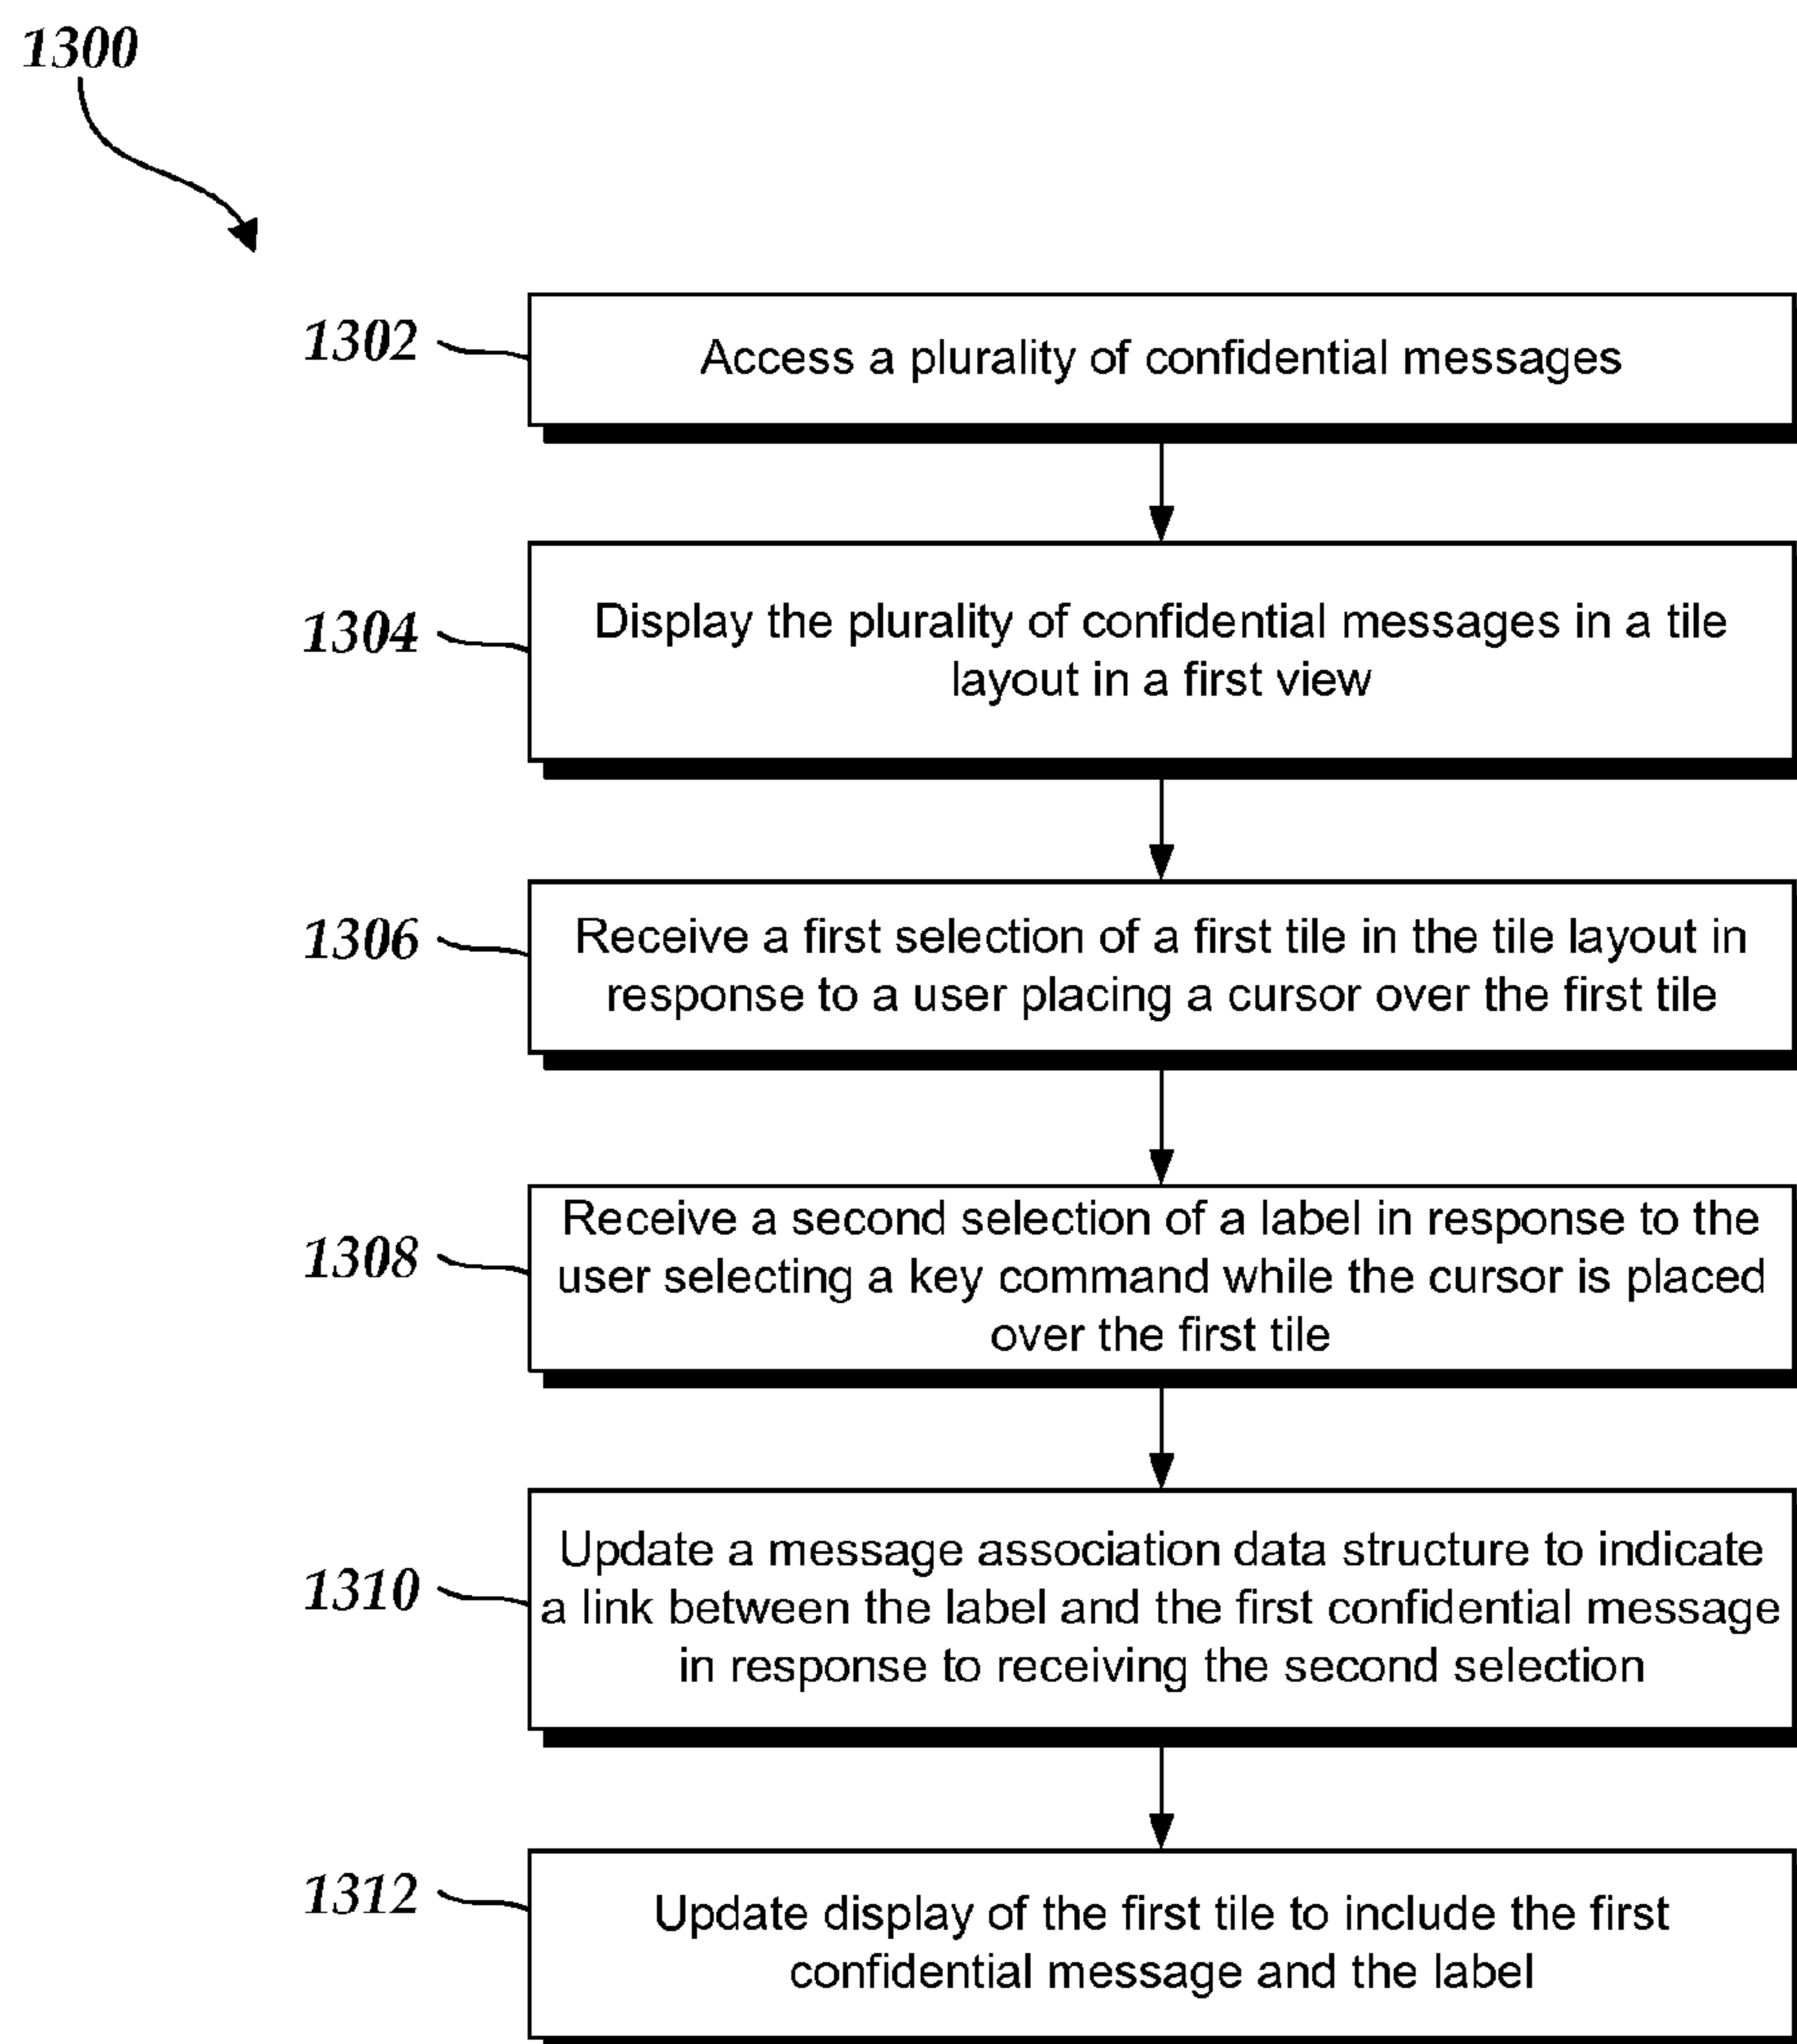 1300
1302
Access a plurality of confidential messages
1304
Display the plurality of confidential messages in a tile
layout in a first view
1306
Receive a first selection of a first tile in the tile layout in
response to a user placing a cursor over the first tile
1308
Receive a second selection of a label in response to the
user selecting a key command while the cursor is placed
over the first tile
1310
Update a message association data structure to indicate
a link between the label and the first confidential message
in response to receiving the second selection
1312
Update display of the first tile to include the first
confidential message and the label